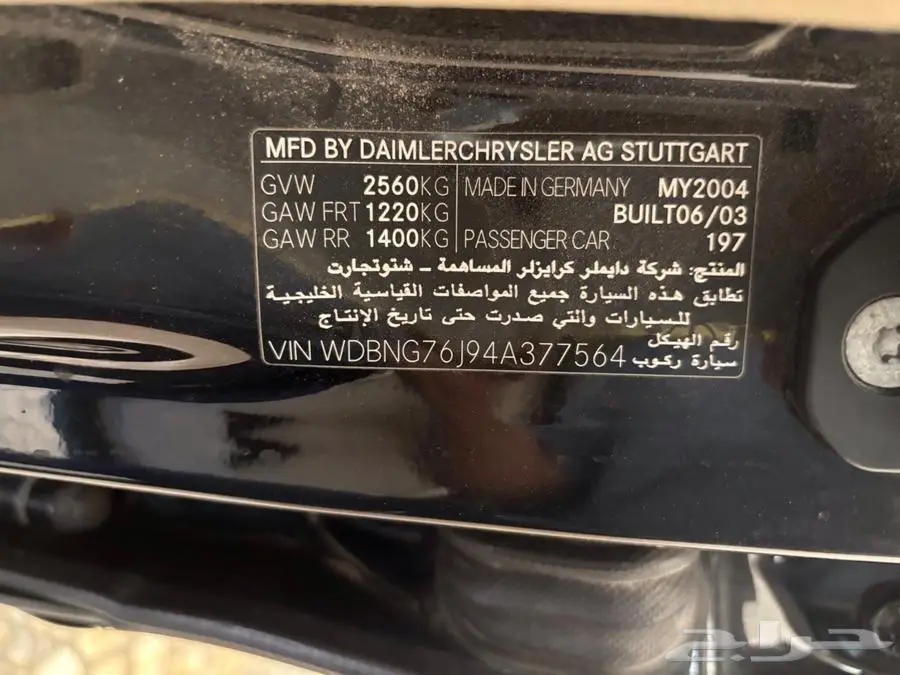 MFD BY DAIMLERCHRYSLER AG STUTTGART
GVW 2560KG MADE IN GERMANY MY2004
GAW FRT 1220KG BUILT06/03
GAW RR 1400KG PASSENGER CAR 197
المنتج: شركة دايملر كرايزلر المساهمة – شتوتجارت
تطابق هذه السيارة جميع المواصفات القياسية الخليجية
للسيارات والتي صدرت حتى تاريخ الإنتاج
رقم الهيكل
VIN WDBNG76J94A377564 سيارة ركوب
حراج